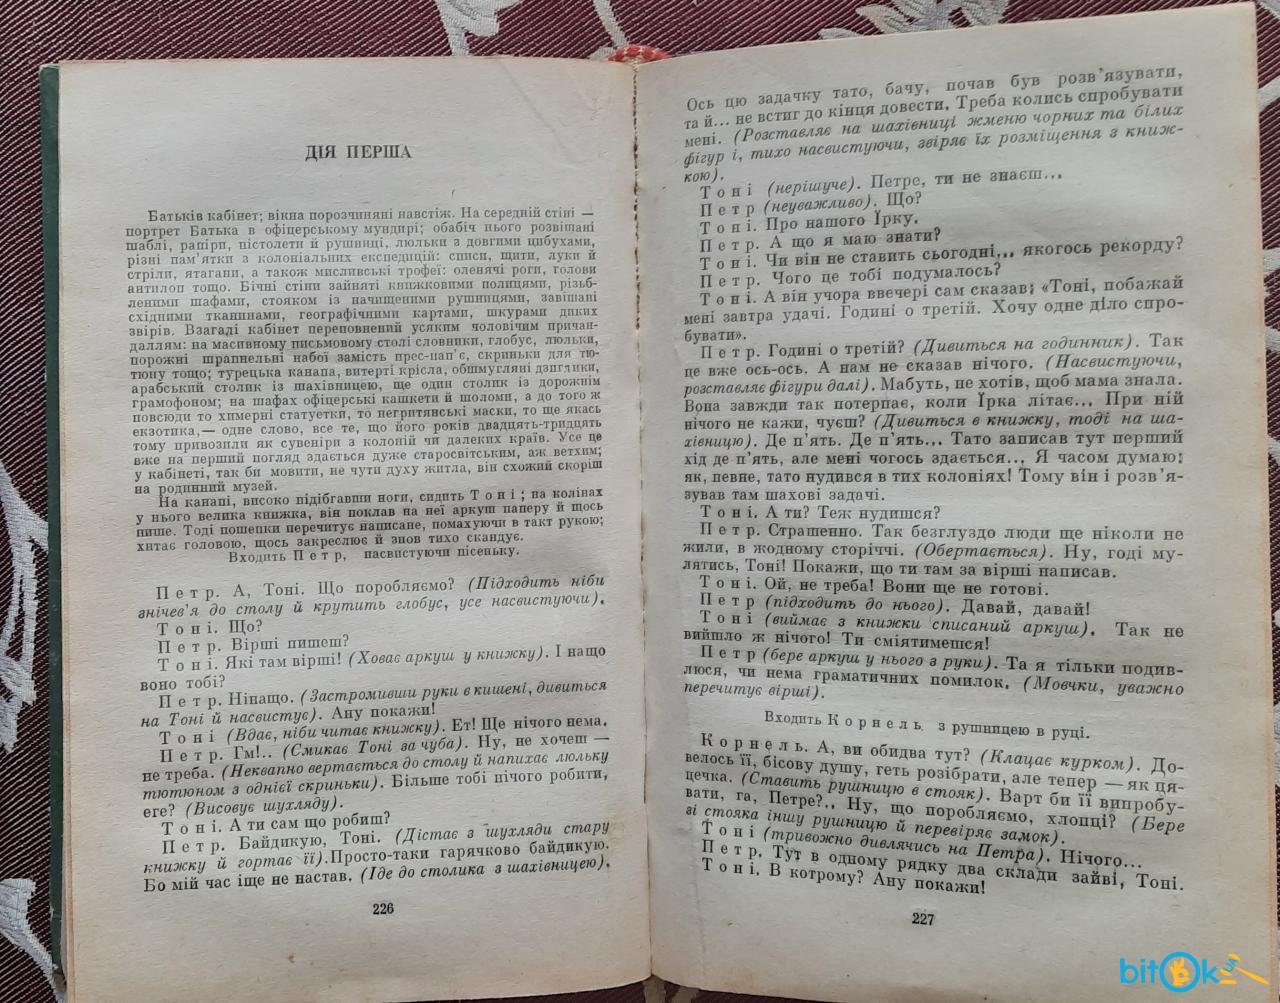 ДІЯ ПЕРША
Батьків кабінет; вікна порозчиняні навстіж. На середній стіні —
портрет Батька в офіцерському мундирі; обабіч нього розвішані
шаблі, рапіри, пістолети й рушниці, люльки з довгими цибухами,
різні пам'ятки з колоніальних експедицій: списи, щити, луки й
стріли, ятагани, а також мисливські трофеї: оленячі роги, голови
антилоп тощо. Бічні стіни зайняті книжковими полицями, різьб-
леними шафами, стояком із начищеними рушницями, завішані
східними тканинами, географічними картами, шкурами диких
звірів. Взагалі кабінет переповнений усяким чоловічим причан-
даллям: на масивному письмовому столі словники, глобус, люльки,
порожні шрапнельні набої замість прес-пап'є, скриньки для тю-
тюну тощо; турецька канапа, витерті крісла, обшмугляні дзиглики,
арабський столик із шахівницею, ще один столик із дорожнім
грамофоном; на шафах офіцерські кашкети й шоломи, а до того ж
повсюди то химерні статуетки, то негритянські маски, то ще якась
екзотика,— одне слово, все те, що його років двадцять-тридцять
тому привозили як сувеніри з колоній чи далеких країв. Усе це
вже на перший погляд здається дуже старосвітським, аж ветхим;
у кабінеті, так би мовити, не чути духу житла, він схожий скоріш
на родинний музей.
На канапі, високо підібгавши ноги, сидить Тоні; на колінах
у нього велика книжка, він поклав на неї аркуш паперу й щось
пише. Тоді пошепки перечитує написане, помахуючи в такт рукою;
хитає головою, щось закреслює й знов тихо скандує.
Входить Петр, насвистуючи пісеньку.
Петр. А, Тоні. Що поробляємо? (Підходить ніби
знічев'я до столу й крутить глобус, усе насвистуючи).
Тоні. Що?
Петр. Вірші пишеш?
Тоні. Які там вірші! (Ховає аркуш у книжку). І нащо
воно тобі?
Петр. Нінащо. (Застромивши руки в кишені, дивиться
на Тоні й насвистує). Ану покажи!
Тоні (Вдає, ніби читає книжку). Ет! Ще нічого нема.
Петр. Гм!.. (Смикає Тоні за чуба). Ну, не хочеш —
не треба. (Неквапно вертається до столу й напихає люльку
тютюном з однієї скриньки). Більше тобі нічого робити,
еге? (Висовує шухляду).
Тоні. А ти сам що робиш?
Петр. Байдикую, Тоні. (Дістає з шухляди стару
книжку й гортає її).Просто-таки гарячково байдикую.
Бо мій час іще не настав. (Іде до столика з шахівницею).
226
Ось цю задачку тато, бачу, почав був розв'язувати,
та й... не встиг до кінця довести. Треба колись спробувати
мені. (Розставляє на шахівниці жменю чорних та білих
фігур і, тихо насвистуючи, звіряє їх розміщення з книж-
кою).
Тоні (нерішуче). Петре, ти не знаєш...
Петр (неуважливо). Що?
Тоні. Про нашого Їрку.
Петр. А що я маю знати?
Тоні. Чи він не ставить сьогодні... якогось рекорду?
Петр. Чого це тобі подумалось?
Тоні. А він учора ввечері сам сказав: «Тоні, побажай
мені завтра удачі. Годині о третій. Хочу одне діло спро-
бувати».
Петр. Годині о третій? (Дивиться на годинник). Так
це вже ось-ось. А нам не сказав нічого. (Насвистуючи,
розставляє фігури далі). Мабуть, не хотів, щоб мама знала.
Вона завжди так потерпає, коли Їрка літає... При ній
нічого не кажи, чуєш? (Дивиться в книжку, тоді на ша-
хівницю). Де п'ять. Де п'ять... Тато записав тут перший
хід де п'ять, але мені чогось здається... Я часом думаю:
як, певне, тато нудився в тих колоніях! Тому він і розв'я-
зував там шахові задачі.
Тоні. А ти? Теж нудишся?
Петр. Страшенно. Так безглуздо люди ще ніколи не
жили, в жодному сторіччі. (Обертається). Ну, годі му-
лятись, Тоні! Покажи, що ти там за вірші написав.
Тоні. Ой, не треба! Вони ще не готові.
Петр (підходить до нього). Давай, давай!
Тоні (виймає з книжки списаний аркуш). Так не
вийшло ж нічого! Ти сміятимешся!
Петр (бере аркуш у нього з руки). Та я тільки подив-
люся, чи нема граматичних помилок. (Мовчки, уважно
перечитує вірші).
Входить Корнель з рушницею в руці.
Корнель. А, ви обидва тут? (Клацає курком). До-
велось її, бісову душу, геть розібрати, але тепер — як ця-
цечка. (Ставить рушницю в стояк). Варт би її випробу-
вати, га, Петре?.. Ну, що поробляємо, хлопці? (Бере
зі стояка іншу рушницю й перевіряє замок).
Тоні (тривожно дивлячись на Петра). Нічого...
Петр. Тут в одному рядку два склади зайві, Тоні.
Тоні. В котрому? Ану покажи!
227
bitOk